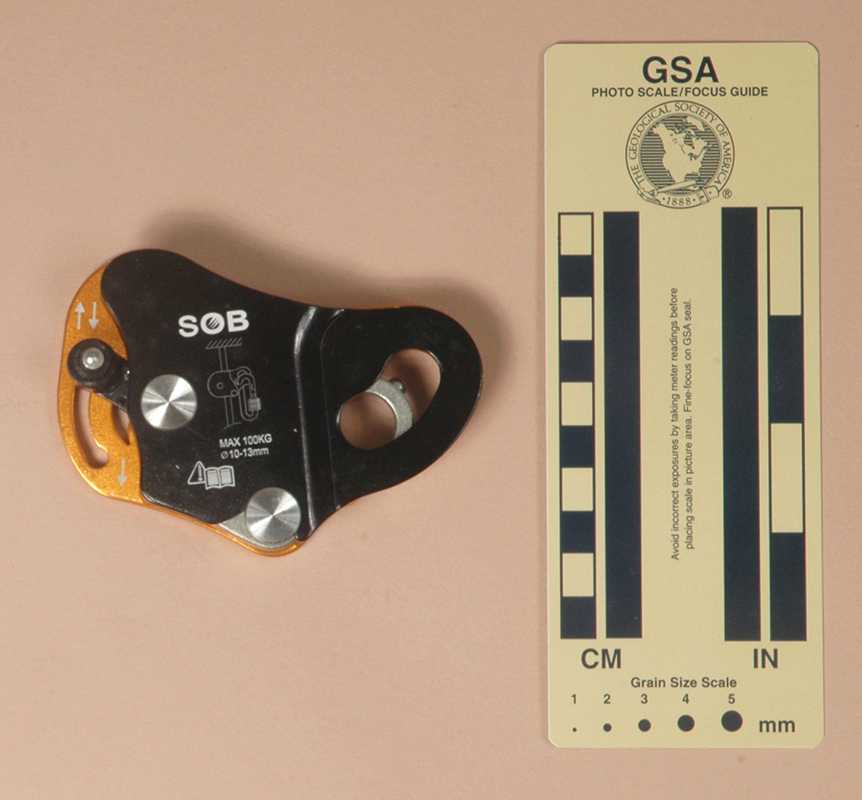 SOB
MAX 100KG
Ø10-13mm
GSA
PHOTO SCALE/FOCUS GUIDE
THE GEOLOGICAL SOCIETY OF AMERICA
·1888·
®
Avoid incorrect exposures by taking meter readings before
placing scale in picture area. Fine-focus on GSA seal.
CM
IN
Grain Size Scale
1 2 3 4 5
mm